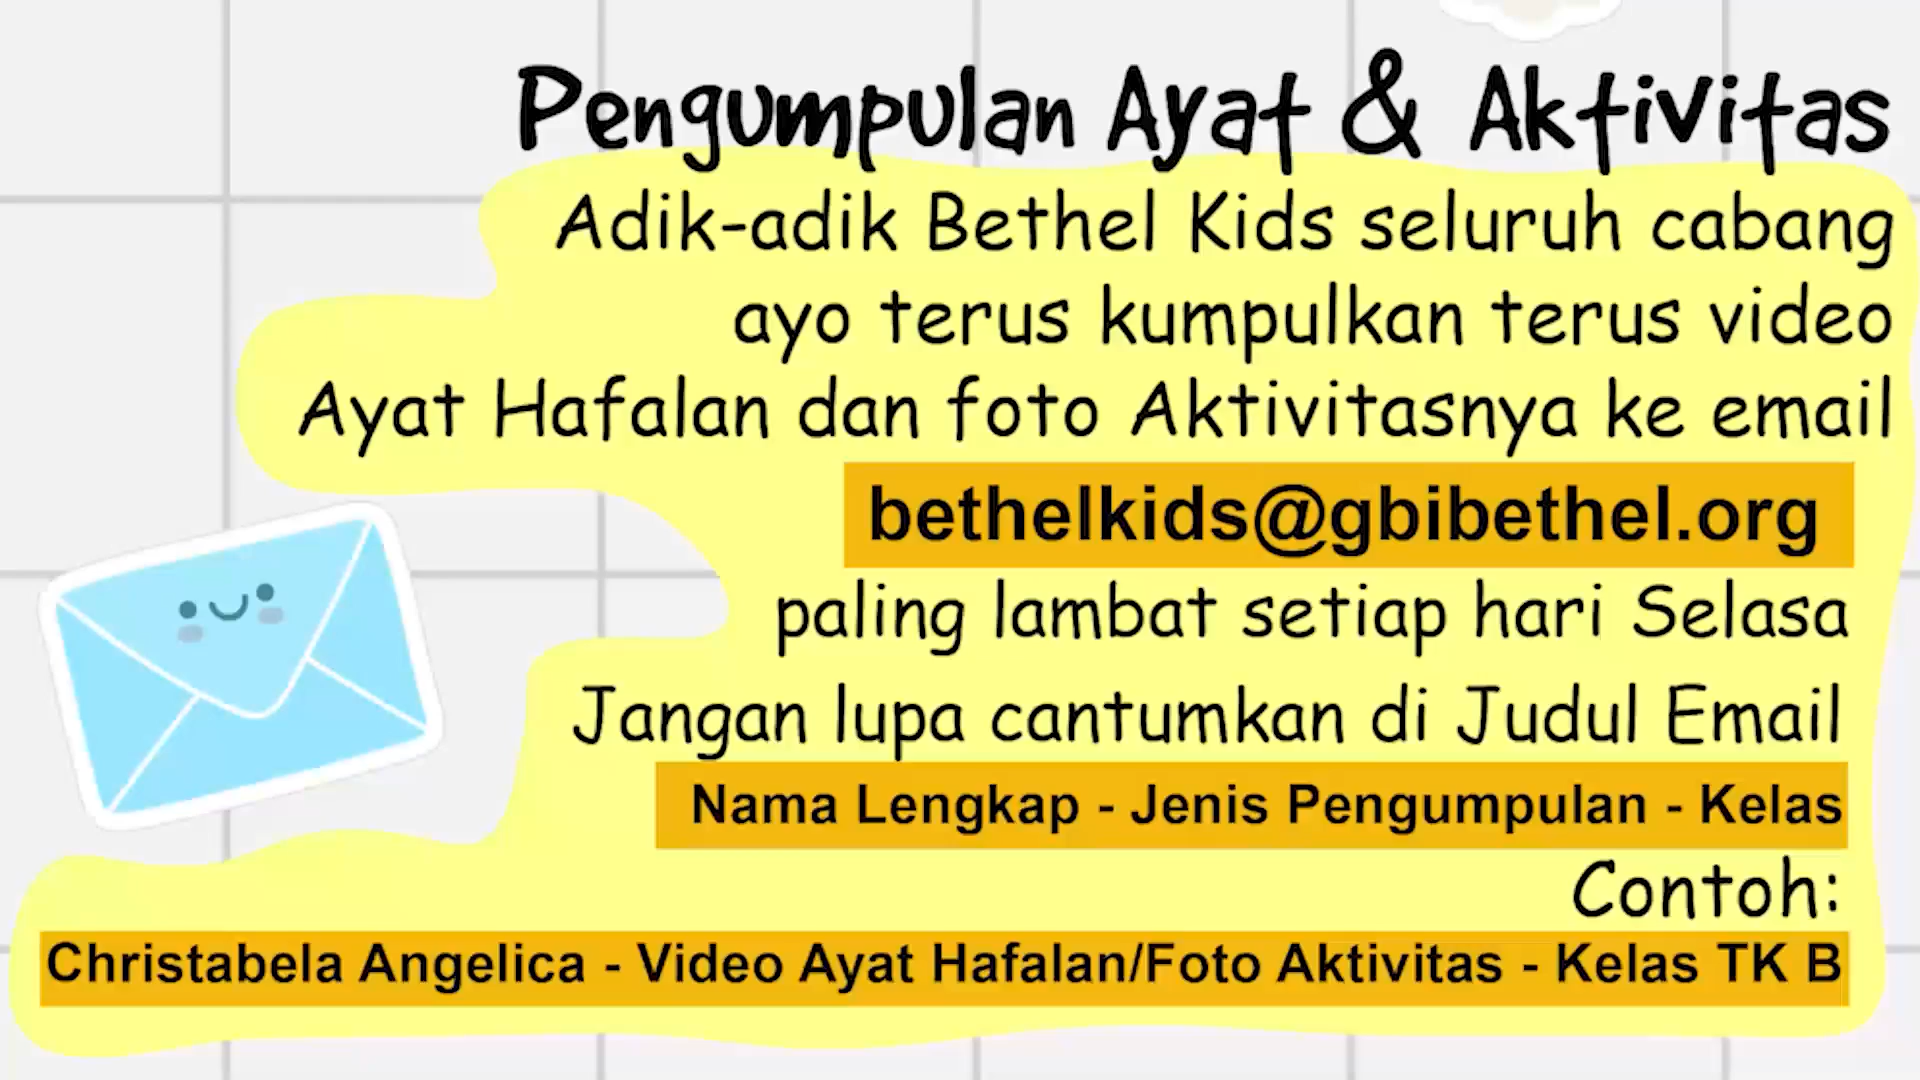 Pengumpulan Ayat & Aktivitas
Adik-adik Bethel Kids seluruh cabang
ayo terus kumpulkan terus video
Ayat Hafalan dan foto Aktivitasnya ke email
bethelkids@gbibethel.org
paling lambat setiap hari Selasa
Jangan lupa cantumkan di Judul Email
Nama Lengkap - Jenis Pengumpulan - Kelas
Contoh:
Christabela Angelica - Video Ayat Hafalan/Foto Aktivitas - Kelas TK B